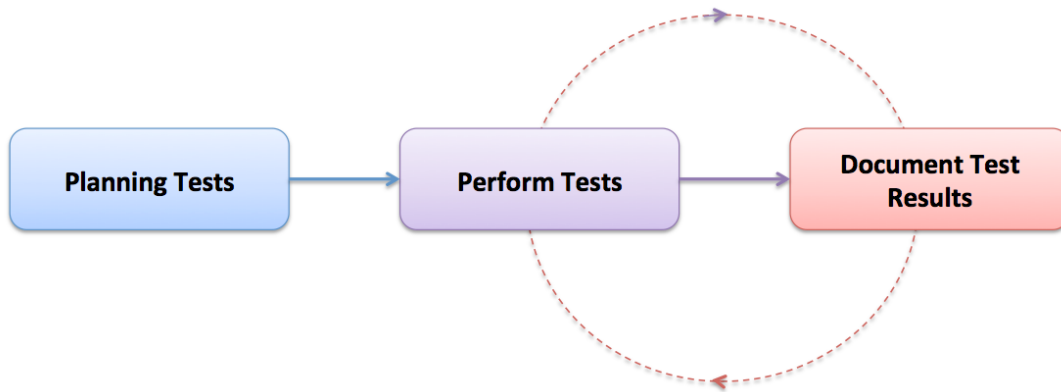 Planning Tests
Perform Tests
Document Test
Results